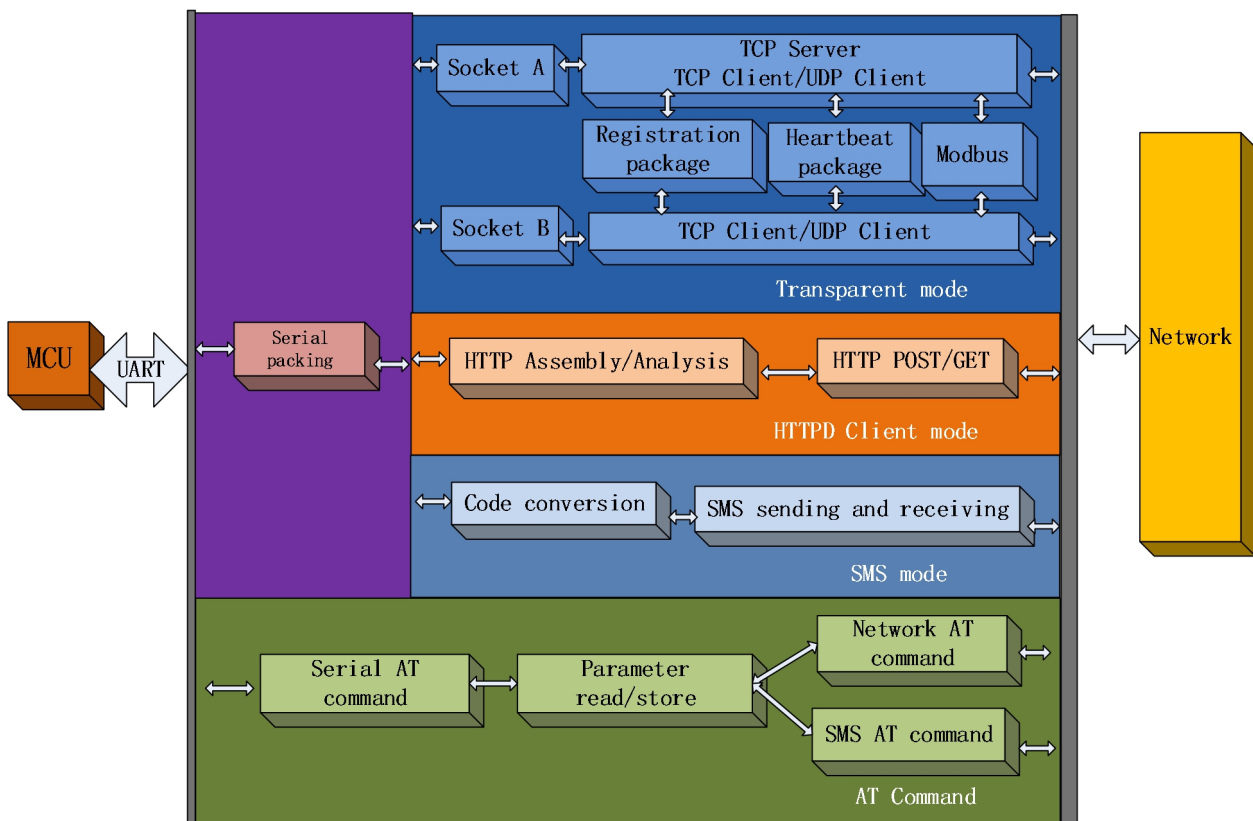 TCP Server
TCP Client/UDP Client
Socket A
Registration
package
Heartbeat
package
Modbus
Socket B
TCP Client/UDP Client
Transparent mode
MCU
UART
Serial
packing
HTTP Assembly/Analysis
HTTP POST/GET
Network
HTTPD Client mode
Code conversion
SMS sending and receiving
SMS mode
Serial AT
command
Parameter
read/store
Network AT
command
SMS AT command
AT Command